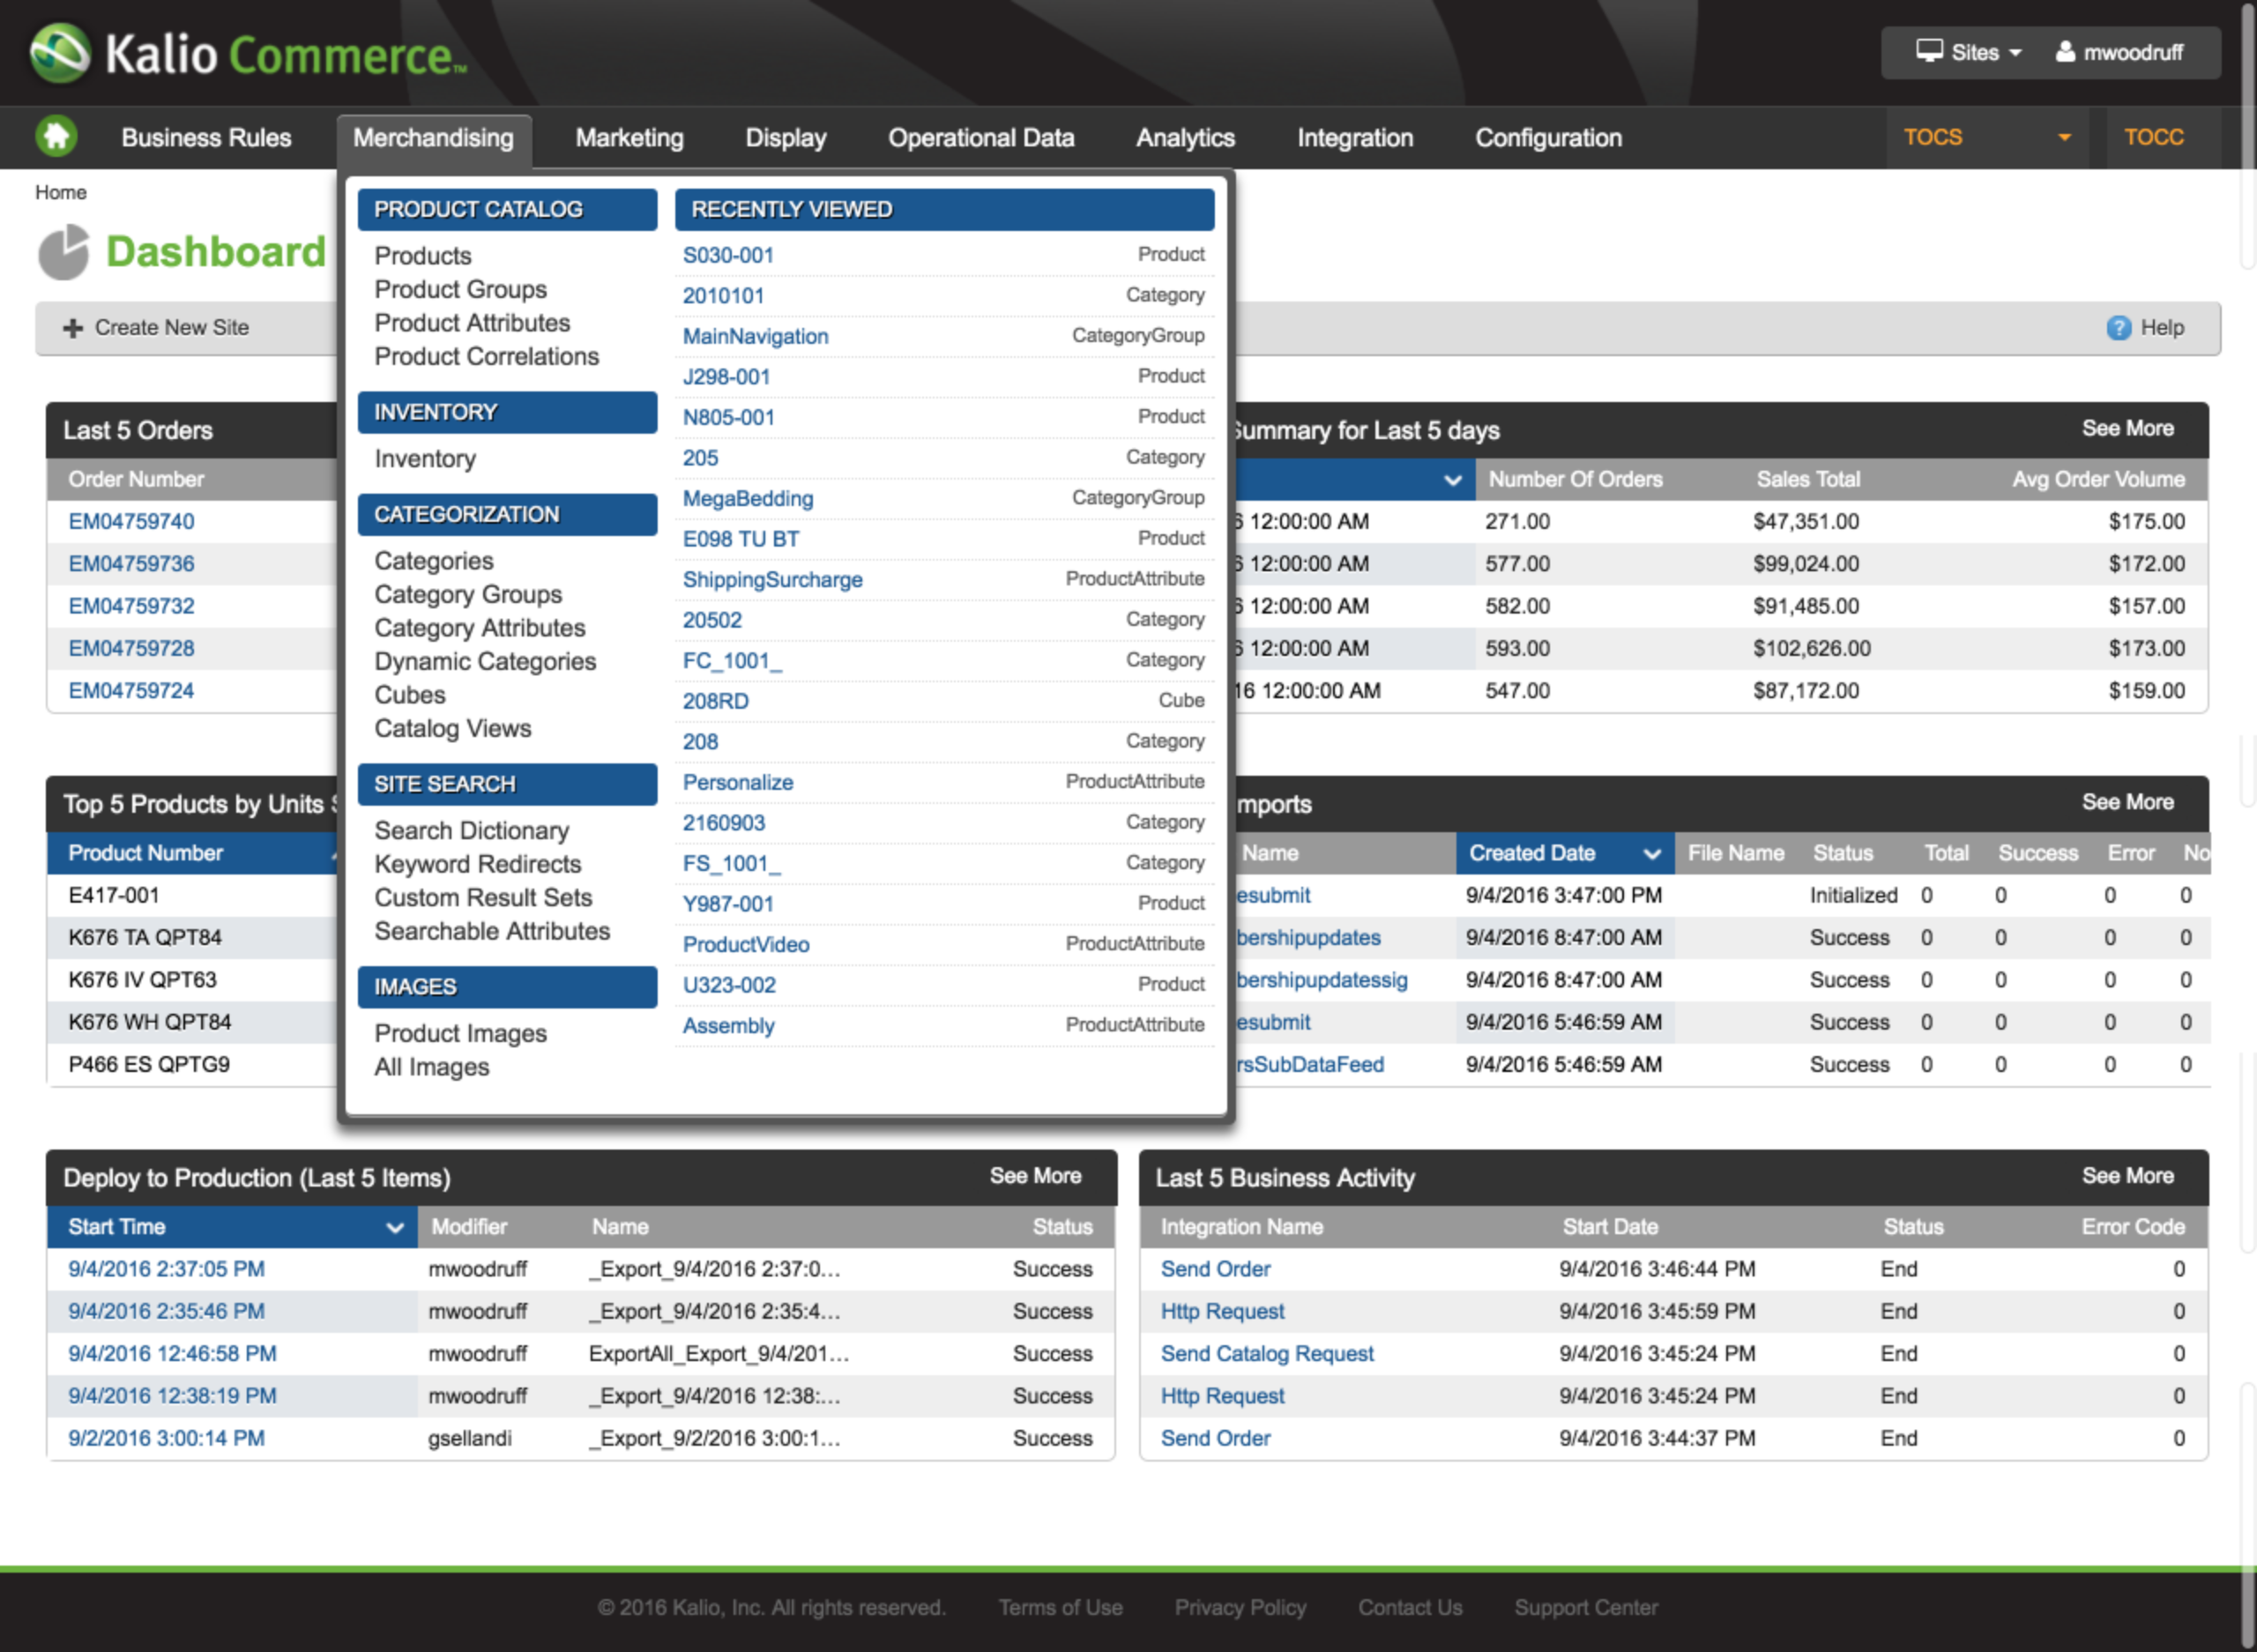 Kalio Commerce™
Sites
mwoodruff
Business Rules
Merchandising
Marketing
Display
Operational Data
Analytics
Integration
Configuration
TOCS
TOCC
Home
Dashboard
Create New Site
? Help
PRODUCT CATALOG
Products
Product Groups
Product Attributes
Product Correlations
INVENTORY
Inventory
CATEGORIZATION
Categories
Category Groups
Category Attributes
Dynamic Categories
Cubes
Catalog Views
SITE SEARCH
Search Dictionary
Keyword Redirects
Custom Result Sets
Searchable Attributes
IMAGES
Product Images
All Images
RECENTLY VIEWED
S030-001 Product
2010101 Category
MainNavigation CategoryGroup
J298-001 Product
N805-001 Product
205 Category
MegaBedding CategoryGroup
E098 TU BT Product
ShippingSurcharge ProductAttribute
20502 Category
FC_1001_ Category
208RD Cube
208 Category
Personalize ProductAttribute
2160903 Category
FS_1001_ Category
Y987-001 Product
ProductVideo ProductAttribute
U323-002 Product
Assembly ProductAttribute
Last 5 Orders
Order Number
EM04759740
EM04759736
EM04759732
EM04759728
EM04759724
Summary for Last 5 days See More
Number Of Orders Sales Total Avg Order Volume
6 12:00:00 AM 271.00 $47,351.00 $175.00
6 12:00:00 AM 577.00 $99,024.00 $172.00
6 12:00:00 AM 582.00 $91,485.00 $157.00
6 12:00:00 AM 593.00 $102,626.00 $173.00
16 12:00:00 AM 547.00 $87,172.00 $159.00
Top 5 Products by Units
Product Number
E417-001
K676 TA QPT84
K676 IV QPT63
K676 WH QPT84
P466 ES QPTG9
mports See More
Name Created Date File Name Status Total Success Error No
esubmit 9/4/2016 3:47:00 PM Initialized 0 0 0 0
bershipupdates 9/4/2016 8:47:00 AM Success 0 0 0 0
bershipupdatessig 9/4/2016 8:47:00 AM Success 0 0 0 0
esubmit 9/4/2016 5:46:59 AM Success 0 0 0 0
rsSubDataFeed 9/4/2016 5:46:59 AM Success 0 0 0 0
Deploy to Production (Last 5 Items) See More
Start Time Modifier Name Status
9/4/2016 2:37:05 PM mwoodruff _Export_9/4/2016 2:37:0... Success
9/4/2016 2:35:46 PM mwoodruff _Export_9/4/2016 2:35:4... Success
9/4/2016 12:46:58 PM mwoodruff ExportAll_Export_9/4/201... Success
9/4/2016 12:38:19 PM mwoodruff _Export_9/4/2016 12:38:... Success
9/2/2016 3:00:14 PM gsellandi _Export_9/2/2016 3:00:1... Success
Last 5 Business Activity See More
Integration Name Start Date Status Error Code
Send Order 9/4/2016 3:46:44 PM End 0
Http Request 9/4/2016 3:45:59 PM End 0
Send Catalog Request 9/4/2016 3:45:24 PM End 0
Http Request 9/4/2016 3:45:24 PM End 0
Send Order 9/4/2016 3:44:37 PM End 0
© 2016 Kalio, Inc. All rights reserved. Terms of Use Privacy Policy Contact Us Support Center